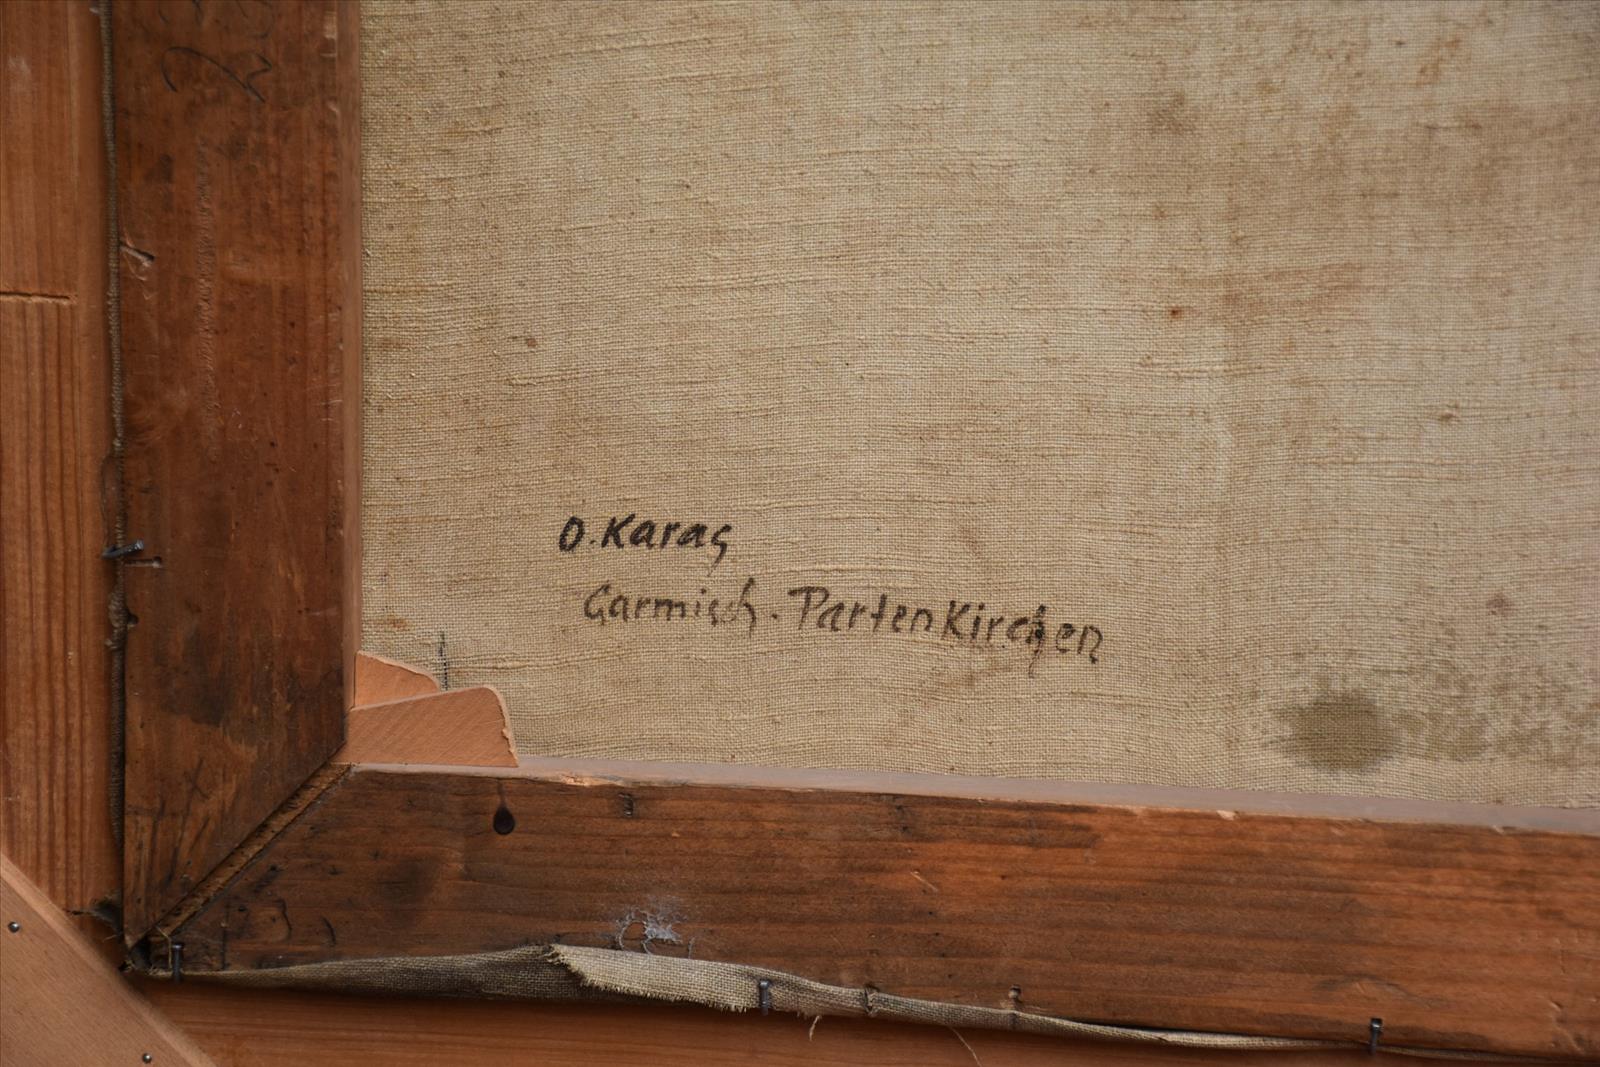 O. Karas
Garmisch-Partenkirchen